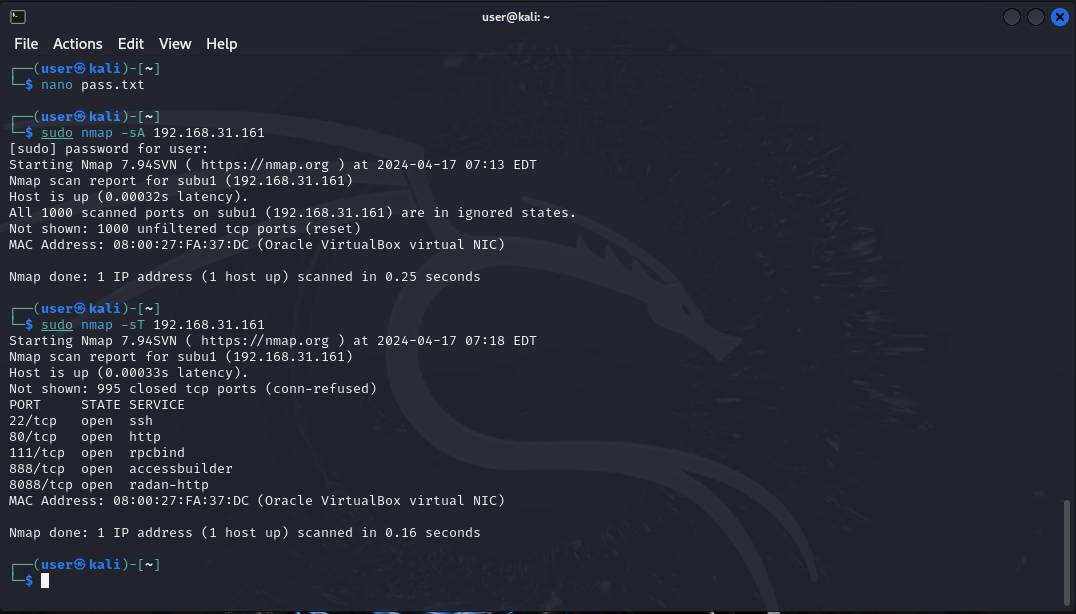 user@kali: ~
File Actions Edit View Help
┌──(user㉿kali)-[~]
└─$ nano pass.txt
┌──(user㉿kali)-[~]
└─$ sudo nmap -sA 192.168.31.161
[sudo] password for user:
Starting Nmap 7.94SVN ( https://nmap.org ) at 2024-04-17 07:13 EDT
Nmap scan report for subu1 (192.168.31.161)
Host is up (0.00032s latency).
All 1000 scanned ports on subu1 (192.168.31.161) are in ignored states.
Not shown: 1000 unfiltered tcp ports (reset)
MAC Address: 08:00:27:FA:37:DC (Oracle VirtualBox virtual NIC)
Nmap done: 1 IP address (1 host up) scanned in 0.25 seconds
┌──(user㉿kali)-[~]
└─$ sudo nmap -sT 192.168.31.161
Starting Nmap 7.94SVN ( https://nmap.org ) at 2024-04-17 07:18 EDT
Nmap scan report for subu1 (192.168.31.161)
Host is up (0.00033s latency).
Not shown: 995 closed tcp ports (conn-refused)
PORT     STATE SERVICE
22/tcp   open  ssh
80/tcp   open  http
111/tcp  open  rpcbind
888/tcp  open  accessbuilder
8088/tcp open  radan-http
MAC Address: 08:00:27:FA:37:DC (Oracle VirtualBox virtual NIC)
Nmap done: 1 IP address (1 host up) scanned in 0.16 seconds
┌──(user㉿kali)-[~]
└─$